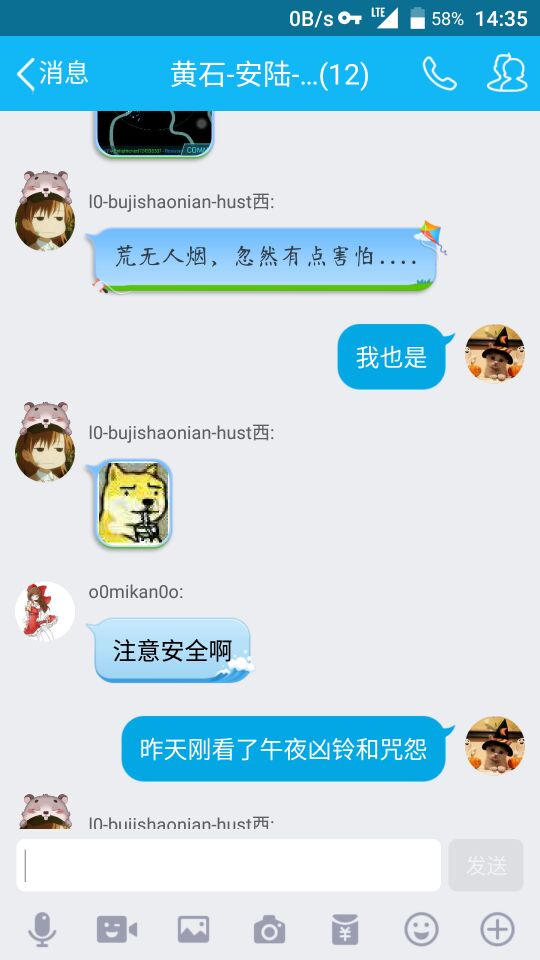 0B/s LTE 58% 14:35
消息 黄石-安陆-...(12)
COMM
l0-bujishaonian-hust西:
荒无人烟，忽然有点害怕....
我也是
l0-bujishaonian-hust西:
o0mikan0o:
注意安全啊
昨天刚看了午夜凶铃和咒怨
l0-bujishaonian-hust西:
发送